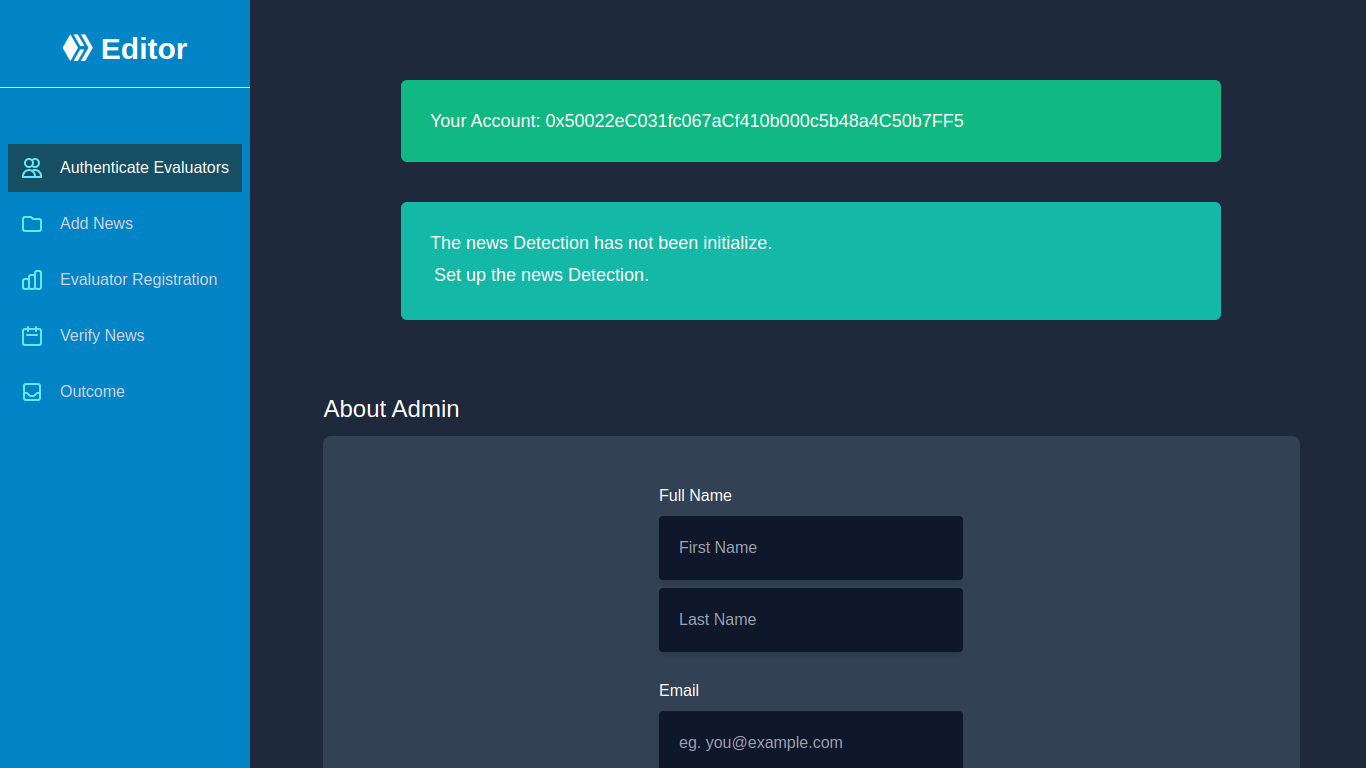 Editor
Authenticate Evaluators
Add News
Evaluator Registration
Verify News
Outcome
Your Account: 0x50022eC031fc067aCf410b000c5b48a4C50b7FF5
The news Detection has not been initialize.
Set up the news Detection.
About Admin
Full Name
First Name
Last Name
Email
eg. you@example.com